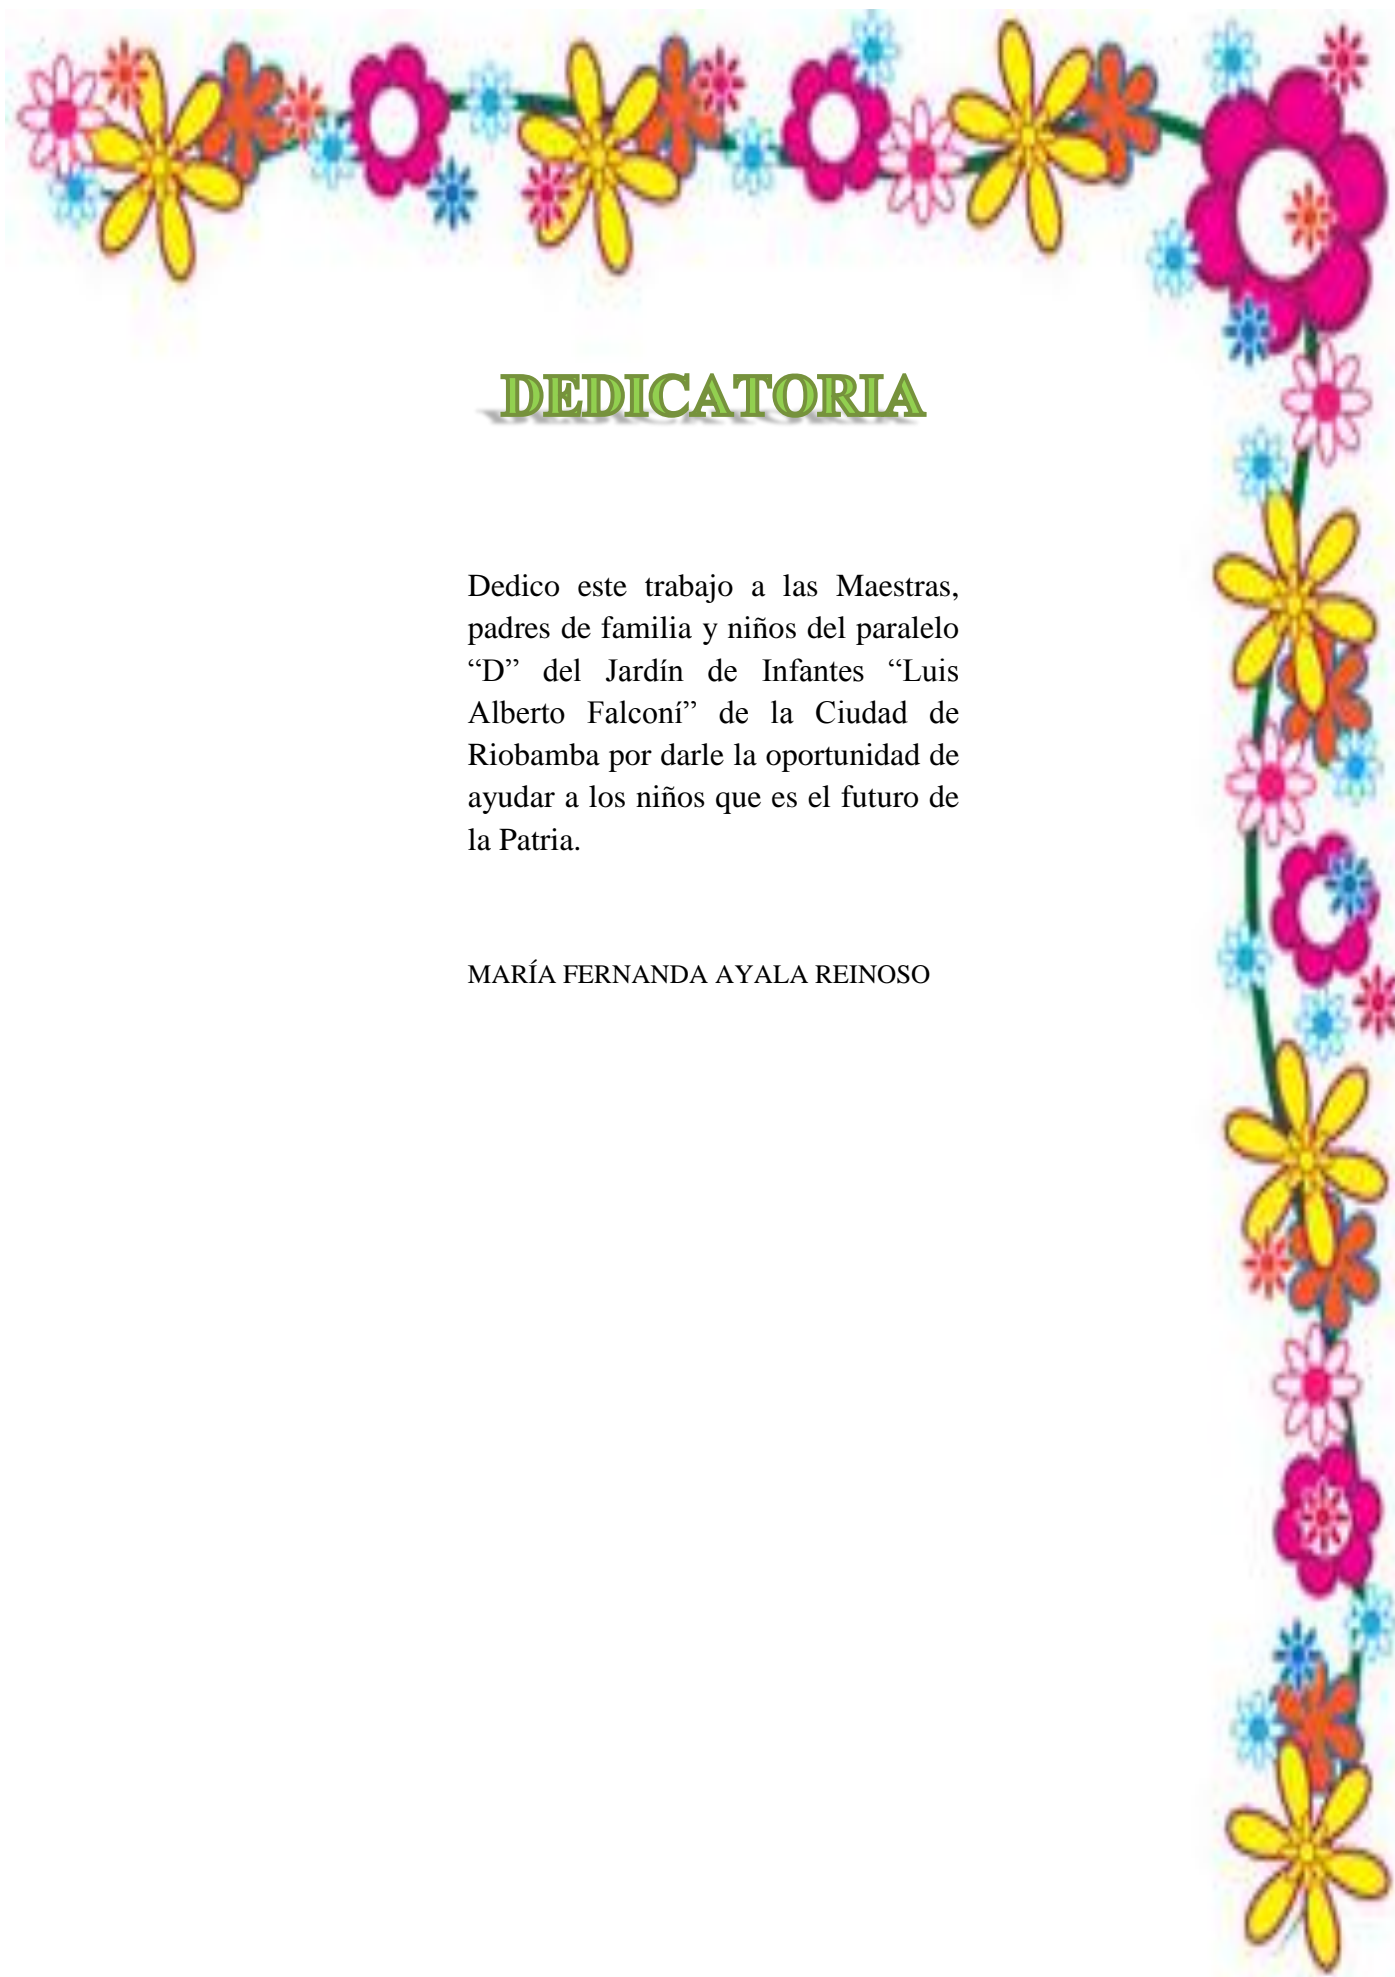 DEDICATORIA
Dedico este trabajo a las Maestras,
padres de familia y niños del paralelo
“D” del Jardín de Infantes “Luis
Alberto Falconí” de la Ciudad de
Riobamba por darle la oportunidad de
ayudar a los niños que es el futuro de
la Patria.
MARÍA FERNANDA AYALA REINOSO